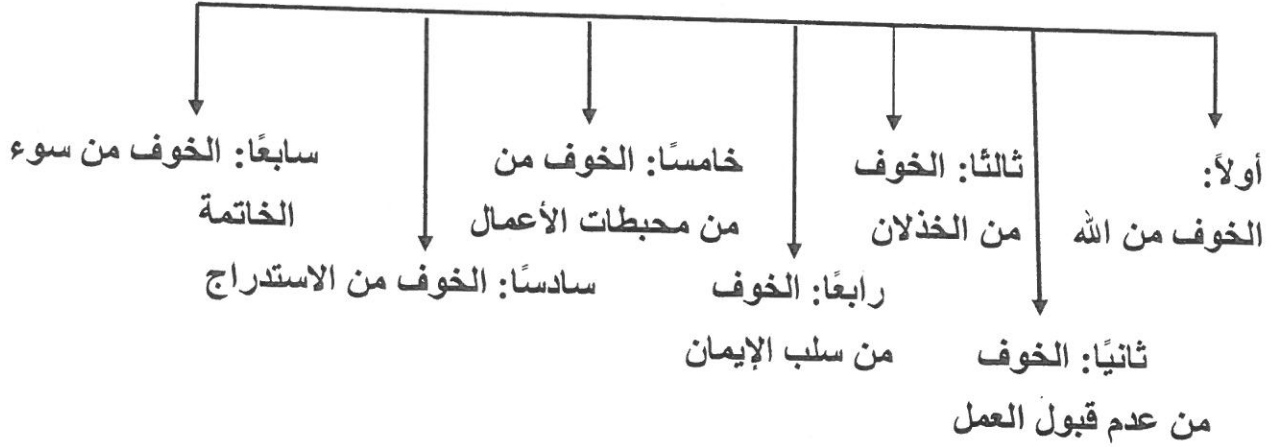 أولاً:
الخوف من الله
ثانيًا: الخوف
من عدم قبول العمل
ثالثًا: الخوف
من الخذلان
رابعًا: الخوف
من سلب الإيمان
خامسًا: الخوف من
من محبطات الأعمال
سادسًا: الخوف من الاستدراج
سابعًا: الخوف من سوء
الخاتمة